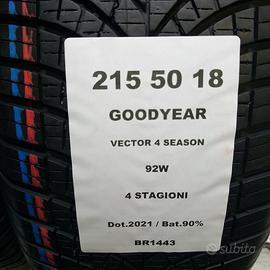 215 50 18
GOODYEAR
VECTOR 4 SEASON
92W
4 STAGIONI
Dot.2021 / Bat.90%
BR1443
subito